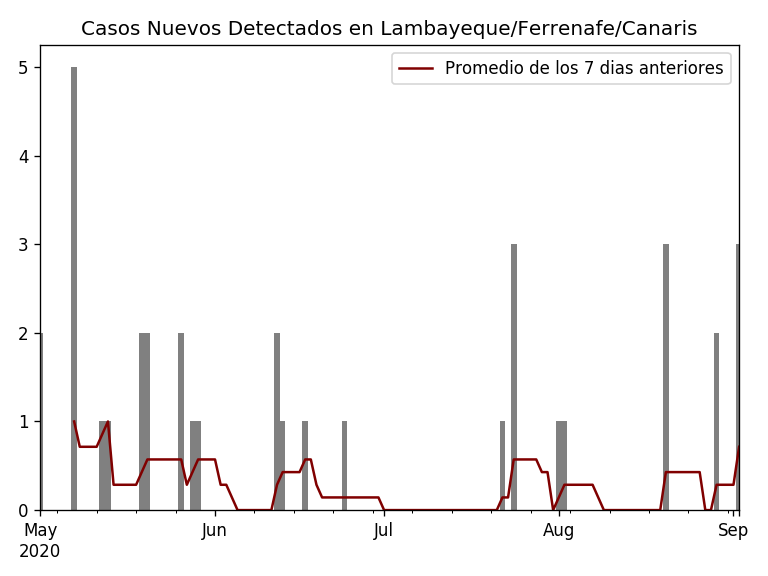 Casos Nuevos Detectados en Lambayeque/Ferrenafe/Canaris
Promedio de los 7 dias anteriores
5
4
3
2
1
0
May Jun Jul Aug Sep
2020